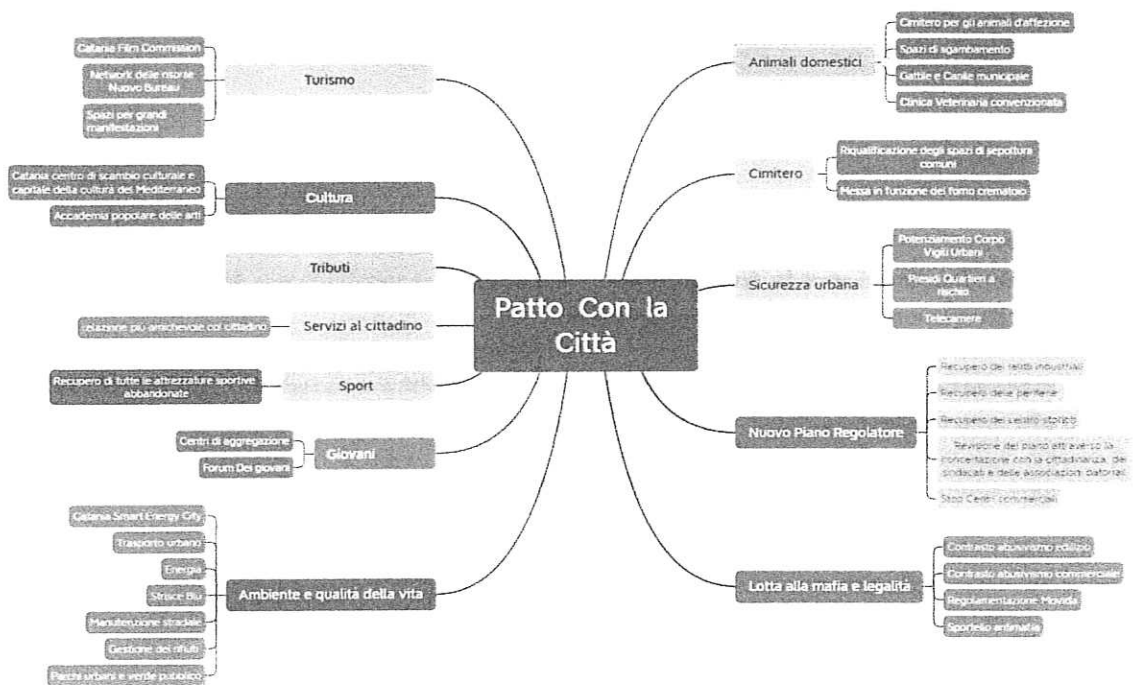 Patto Con la
Città
Turismo
Catania Film Commission
Network delle risorse
Nuovo Bureau
Spazi per grandi
manifestazioni
Cultura
Catania centro di scambio culturale e
capitale della cultura del Mediterraneo
Accademia popolare delle arti
Tributi
Servizi al cittadino
relazione più amichevole col cittadino
Sport
Recupero di tutte le attrezzature sportive
abbandonate
Giovani
Centri di aggregazione
Forum Dei giovani
Ambiente e qualità della vita
Catania Smart Energy City
Trasporto urbano
Energia
Strisce Blu
Manutenzione stradale
Gestione dei rifiuti
Parchi urbani e verde pubblico
Animali domestici
Cimitero per gli animali d'affezione
Spazi di sgambamento
Gattile e Canile municipale
Clinica Veterinaria convenzionata
Cimitero
Riqualificazione degli spazi di sepoltura
comuni
Messa in funzione del forno crematoio
Sicurezza urbana
Potenziamento Corpo
Vigili Urbani
Presidi Quartieri a
rischio
Telecamere
Nuovo Piano Regolatore
Recupero dei relitti industriali
Recupero delle periferie
Recupero del centro storico
Revisione del piano attraverso la
concertazione con la cittadinanza, dei
sindacati e delle associazioni datoriali
Stop Centri commerciali
Lotta alla mafia e legalità
Contrasto abusivismo edilizio
Contrasto abusivismo commerciale
Regolamentazione Movida
Sportello antimafia